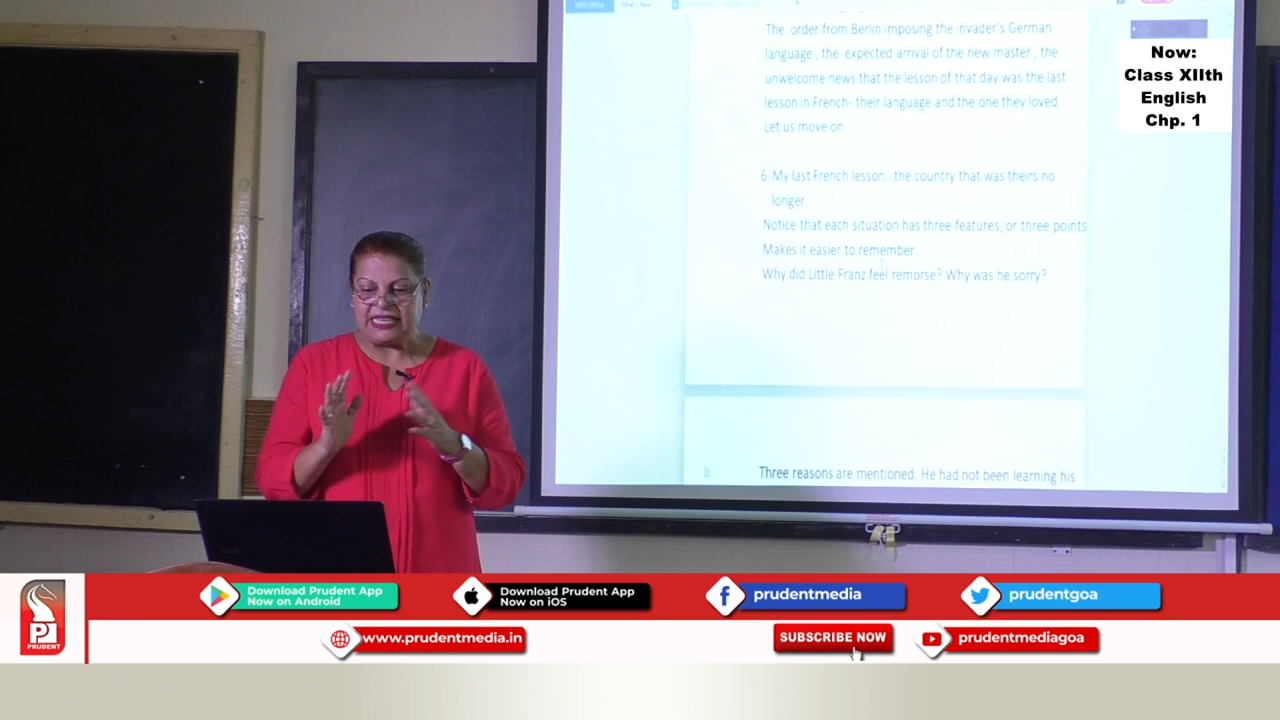 What's New
The order from Berlin imposing the invader's German
language , the expected arrival of the new master , the
unwelcome news that the lesson of that day was the last
lesson in French- their language and the one they loved.
Let us move on.
6. My last French lesson...the country that was theirs no
longer
Notice that each situation has three features, or three points
Makes it easier to remember.
Why did Little Franz feel remorse? Why was he sorry?
Three reasons are mentioned: He had not been learning his
Now:
Class XIIth
English
Chp. 1
PRUDENT
Download Prudent App
Now on Android
Download Prudent App
Now on iOS
prudentmedia
prudentgoa
www.prudentmedia.in
SUBSCRIBE NOW
prudentmediagoa